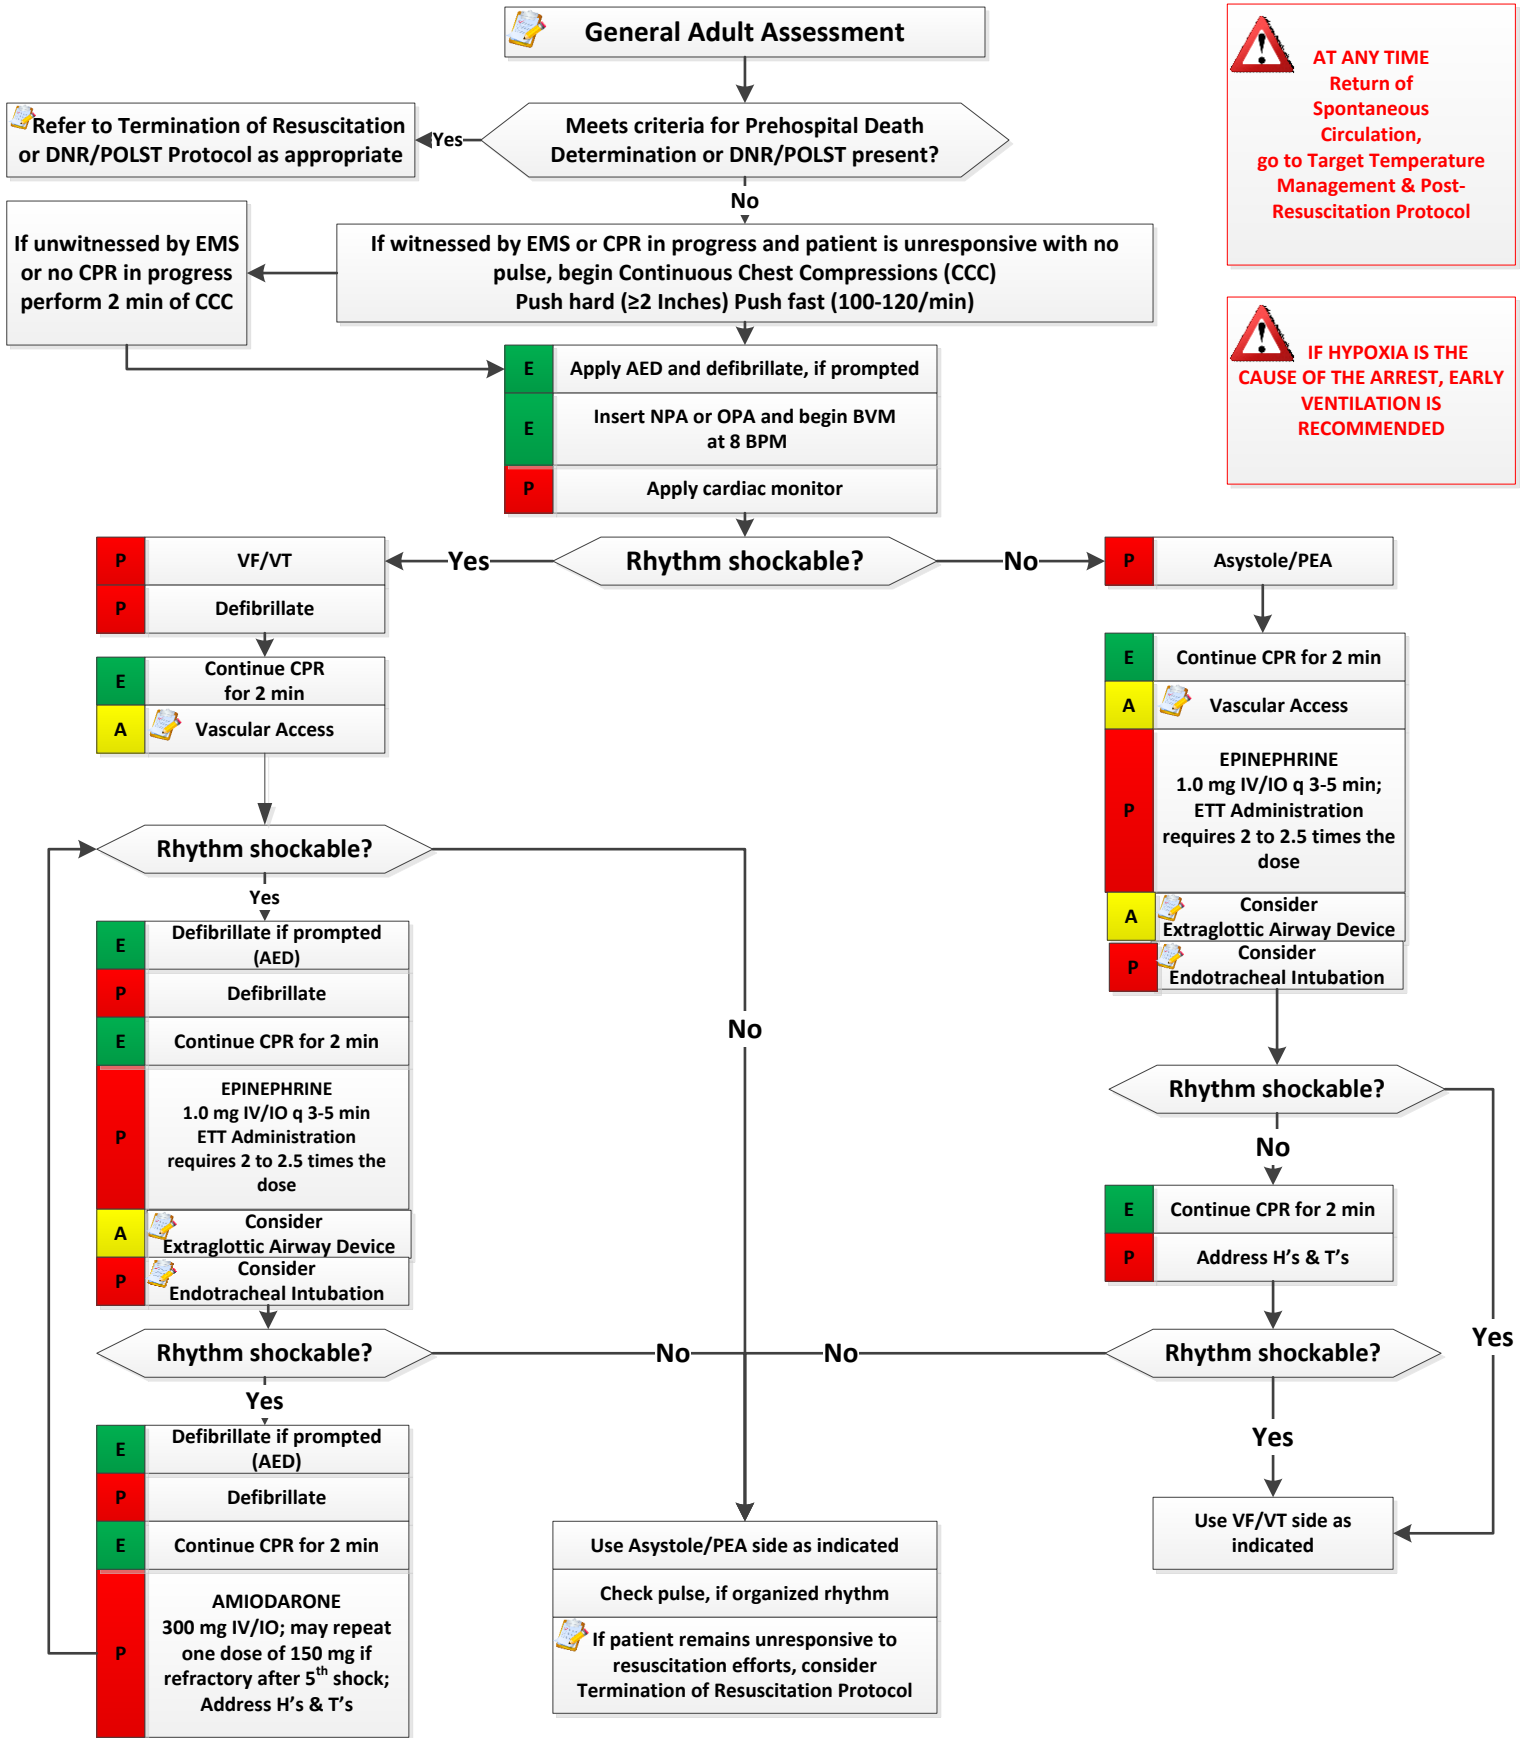 General Adult Assessment
AT ANY TIME
Return of
Spontaneous
Circulation,
go to Target Temperature
Management & Post-
Resuscitation Protocol
Refer to Termination of Resuscitation
or DNR/POLST Protocol as appropriate
Yes
Meets criteria for Prehospital Death
Determination or DNR/POLST present?
No
If unwitnessed by EMS
or no CPR in progress
perform 2 min of CCC
If witnessed by EMS or CPR in progress and patient is unresponsive with no
pulse, begin Continuous Chest Compressions (CCC)
Push hard (≥2 Inches) Push fast (100-120/min)
IF HYPOXIA IS THE
CAUSE OF THE ARREST, EARLY
VENTILATION IS
RECOMMENDED
E Apply AED and defibrillate, if prompted
E Insert NPA or OPA and begin BVM
at 8 BPM
P Apply cardiac monitor
Rhythm shockable?
Yes
No
P VF/VT
P Defibrillate
E Continue CPR
for 2 min
A Vascular Access
Rhythm shockable?
Yes
No
E Defibrillate if prompted
(AED)
P Defibrillate
E Continue CPR for 2 min
P EPINEPHRINE
1.0 mg IV/IO q 3-5 min
ETT Administration
requires 2 to 2.5 times the
dose
A Consider
Extraglottic Airway Device
P Consider
Endotracheal Intubation
Rhythm shockable?
No
Yes
E Defibrillate if prompted
(AED)
P Defibrillate
E Continue CPR for 2 min
P AMIODARONE
300 mg IV/IO; may repeat
one dose of 150 mg if
refractory after 5th shock;
Address H's & T's
P Asystole/PEA
E Continue CPR for 2 min
A Vascular Access
P EPINEPHRINE
1.0 mg IV/IO q 3-5 min;
ETT Administration
requires 2 to 2.5 times the
dose
A Consider
Extraglottic Airway Device
P Consider
Endotracheal Intubation
Rhythm shockable?
No
Yes
E Continue CPR for 2 min
P Address H's & T's
Rhythm shockable?
No
Yes
Use VF/VT side as
indicated
Use Asystole/PEA side as indicated
Check pulse, if organized rhythm
If patient remains unresponsive to
resuscitation efforts, consider
Termination of Resuscitation Protocol